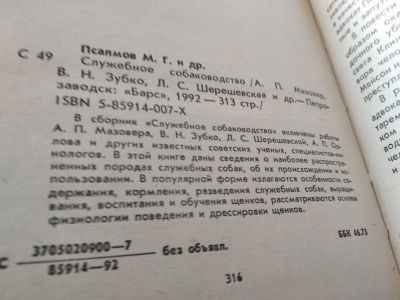 Псалмов М. Г. и др.
С 49 Служебное собаководство / А. П. Мазовер,
В. Н. Зубко, Л. С. Шерешевская и др.—Петро-
заводск: «Барс», 1992 — 313 стр./
ISBN 5-85914-007-X
В сборник «Служебное собаководство» включены работы
А. П. Мазовера, В. Н. Зубко, Л. С. Шерешевской, А. П. Ор-
лова и других известных советских ученых, специалистов-ки-
нологов. В этой книге даны сведения о наиболее распростра-
ненных породах служебных собак, об их происхождении и ис-
пользовании. В популярной форме излагаются особенности со-
держания, кормления, разведения служебных собак, выращи-
вания, воспитания и обучения щенков, рассматриваются основы
физиологии поведения и дрессировки щенков.
ББК 46.73
С 3705020900—7
85914—92
без объявл.
316